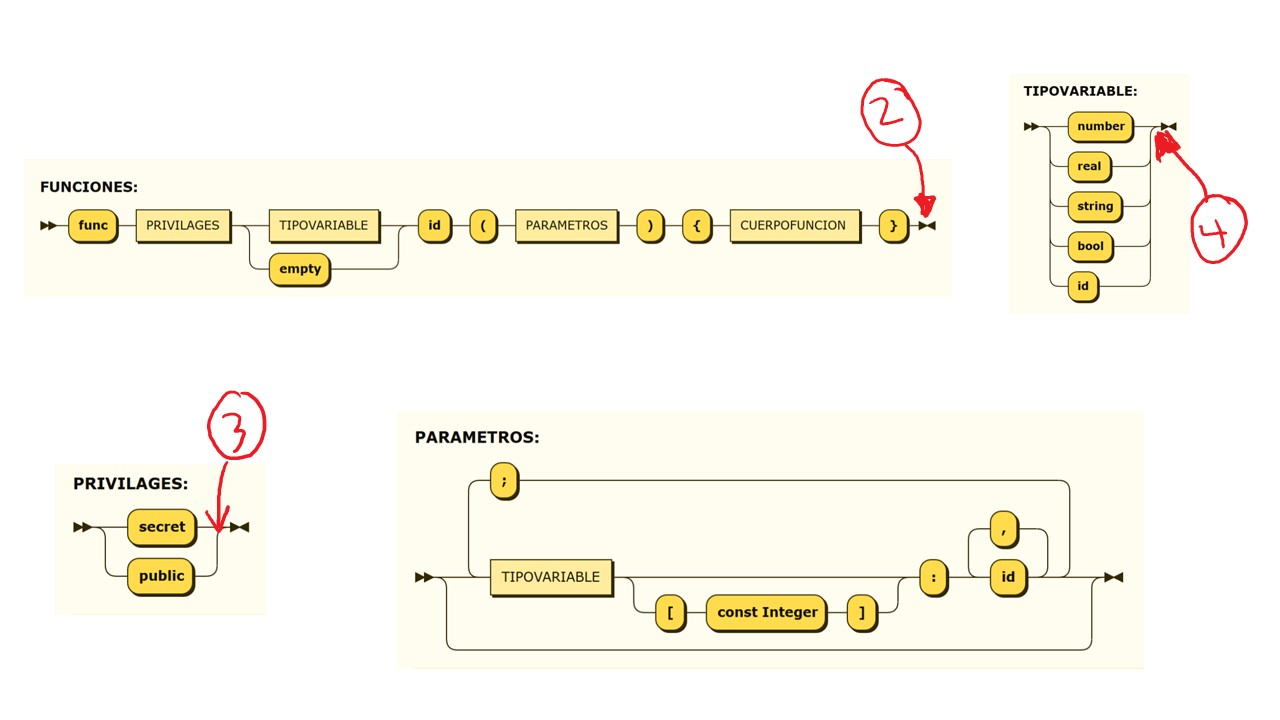 2
TIPOVARIABLE:
number
real
string
bool
id
4
FUNCIONES:
func PRIVILAGES TIPOVARIABLE id ( PARAMETROS ) { CUERPOFUNCION }
empty
3
PRIVILAGES:
secret
public
PARAMETROS:
;
,
TIPOVARIABLE : id
[ const Integer ]